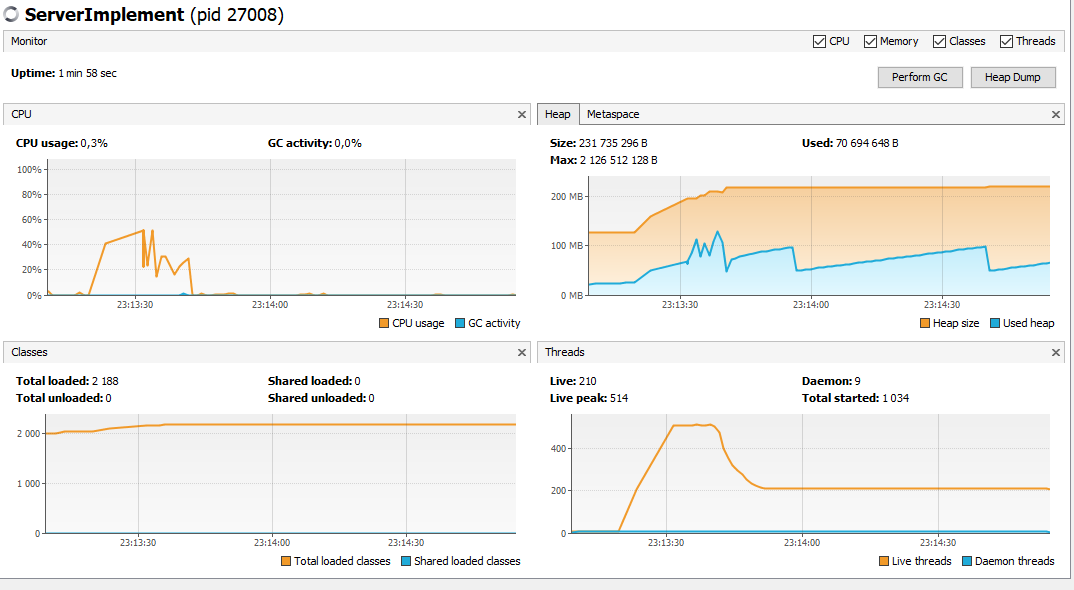 ServerImplement (pid 27008)
Monitor
CPU Memory Classes Threads
Uptime: 1 min 58 sec
Perform GC Heap Dump
CPU
CPU usage: 0,3% GC activity: 0,0%
100%
80%
60%
40%
20%
0%
23:13:30 23:14:00 23:14:30
CPU usage GC activity
Heap Metaspace
Size: 231 735 296 B Used: 70 694 648 B
Max: 2 126 512 128 B
200 MB
100 MB
0 MB
23:13:30 23:14:00 23:14:30
Heap size Used heap
Classes
Total loaded: 2 188 Shared loaded: 0
Total unloaded: 0 Shared unloaded: 0
2 000
1 000
0
23:13:30 23:14:00 23:14:30
Total loaded classes Shared loaded classes
Threads
Live: 210 Daemon: 9
Live peak: 514 Total started: 1 034
400
200
0
23:13:30 23:14:00 23:14:30
Live threads Daemon threads